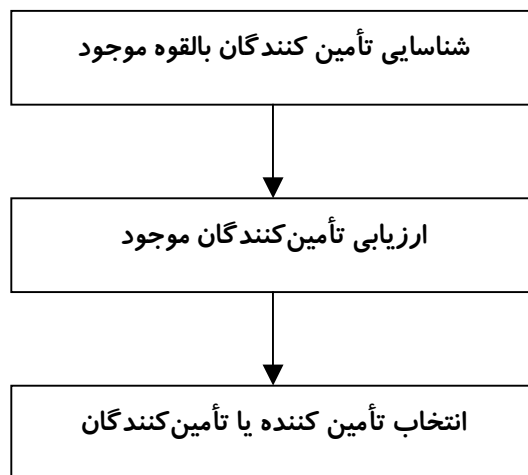 شناسایی تأمین کنندگان بالقوه موجود
ارزیابی تأمین‌کنندگان موجود
انتخاب تأمین کننده یا تأمین‌کنندگان